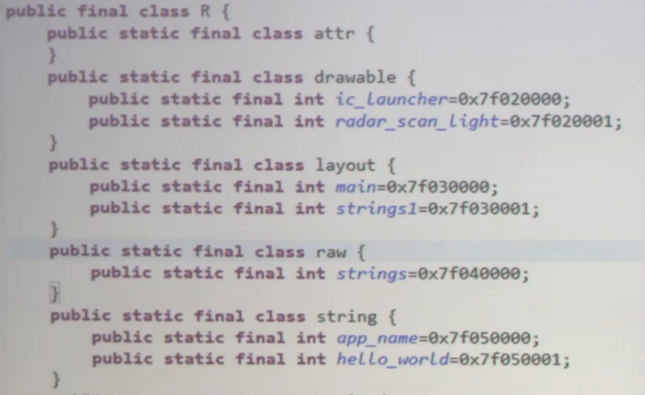 public final class R {
public static final class attr {
}
public static final class drawable {
public static final int ic_launcher=0x7f020000;
public static final int radar_scan_light=0x7f020001;
}
public static final class layout {
public static final int main=0x7f030000;
public static final int strings1=0x7f030001;
}
public static final class raw {
public static final int strings=0x7f040000;
}
public static final class string {
public static final int app_name=0x7f050000;
public static final int hello_world=0x7f050001;
}